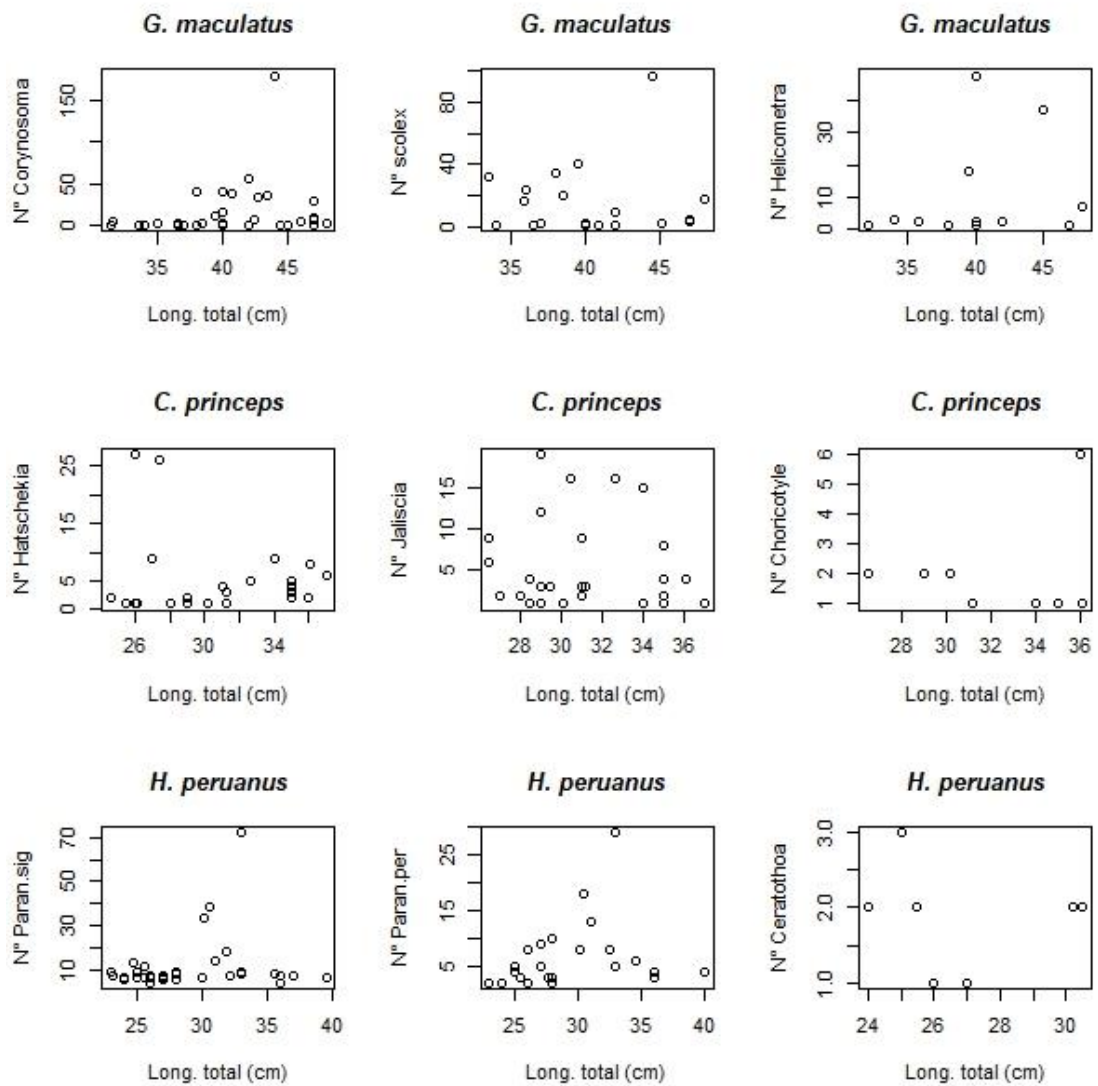 G. maculatus
N° Corynosoma
150
50
0
35 40 45
Long. total (cm)
G. maculatus
N° scolex
80
40
0
35 40 45
Long. total (cm)
G. maculatus
N° Helicometra
30
10
0
35 40 45
Long. total (cm)
C. princeps
N° Hatschekia
25
15
5
0
26 30 34
Long. total (cm)
C. princeps
N° Jaliscia
15
10
5
28 30 32 34 36
Long. total (cm)
C. princeps
N° Choricotyle
6
5
4
3
2
1
28 30 32 34 36
Long. total (cm)
H. peruanus
N° Paran.sig
70
50
30
10
25 30 35 40
Long. total (cm)
H. peruanus
N° Paran.per
25
15
5
25 30 35 40
Long. total (cm)
H. peruanus
N° Ceratothoa
3.0
2.0
1.0
24 26 28 30
Long. total (cm)